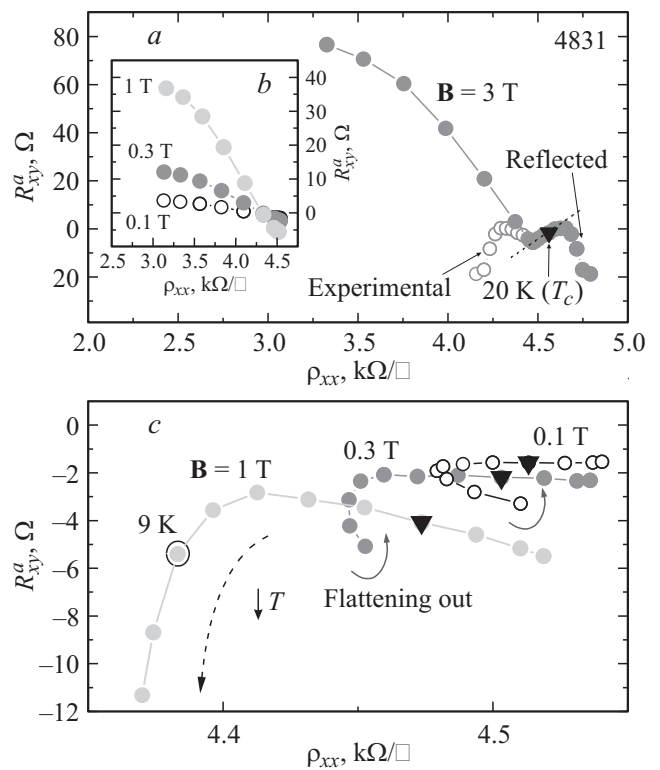 a
4831
b
80
60
40
20
0
20
R^a_xy, Ω
1 T
0.3 T
0.1 T
40
30
20
10
0
R^a_xy, Ω
2.5 3.0 3.5 4.0 4.5
ρxx, kΩ/□
B = 3 T
Reflected
Experimental
20 K (Tc)
2.0 2.5 3.0 3.5 4.0 4.5 5.0
ρxx, kΩ/□
c
0
–2
–4
–6
–8
–10
–12
R^a_xy, Ω
B = 1 T
0.3 T
0.1 T
9 K
T
Flattening out
4.4 4.5
ρxx, kΩ/□